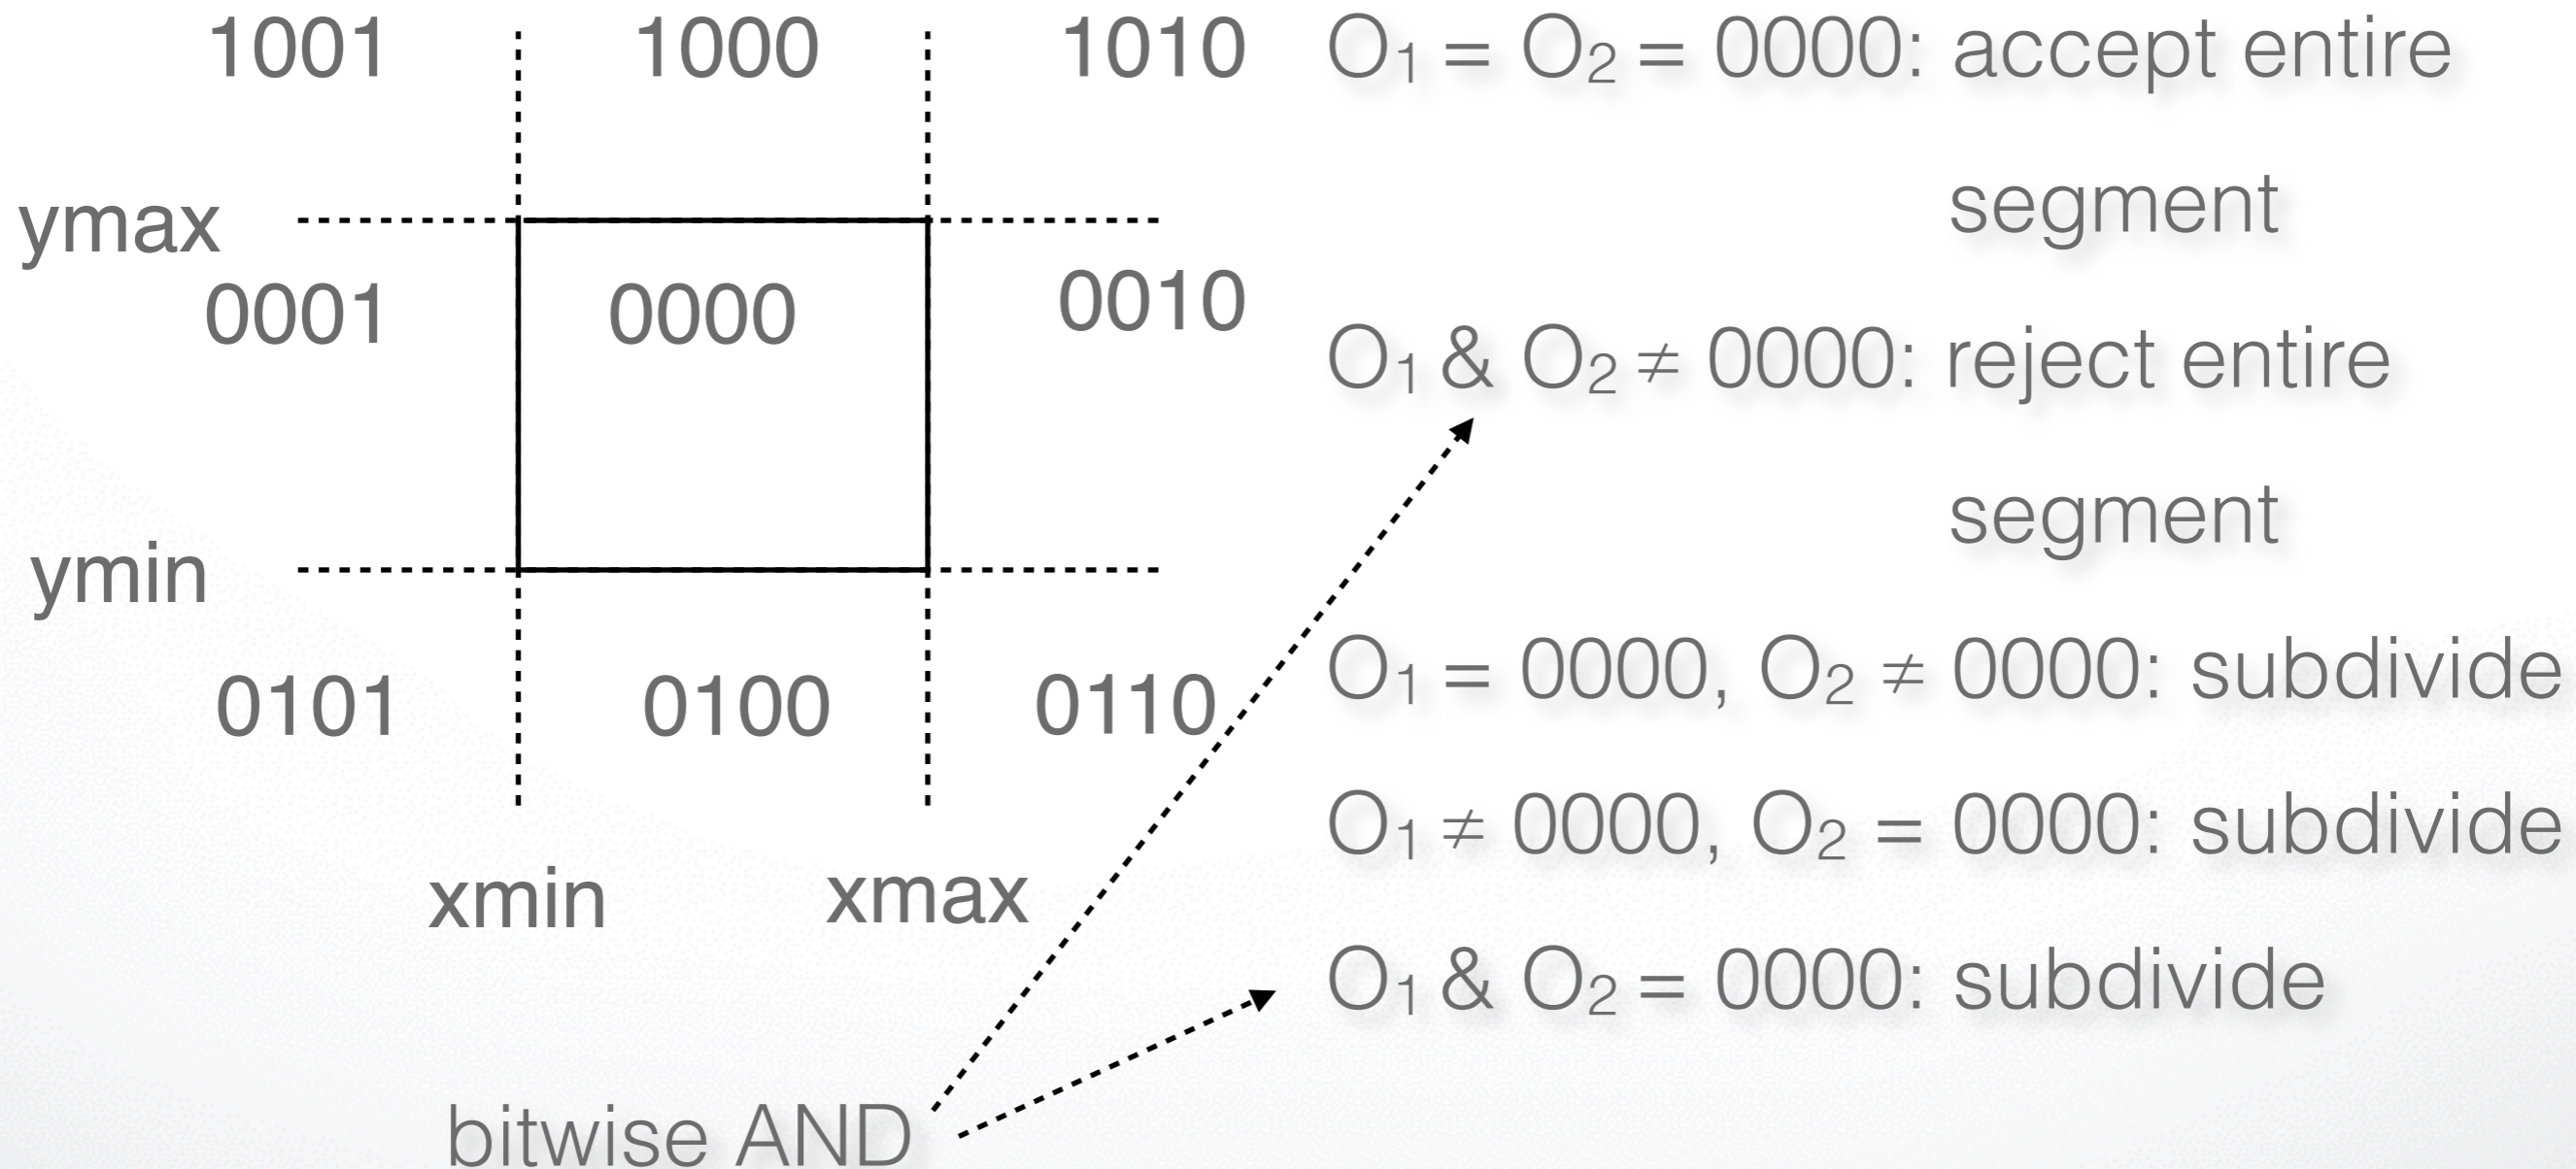 1001 1000 1010
ymax
0001 0000 0010
ymin
0101 0100 0110
xmin xmax
bitwise AND
O₁ = O₂ = 0000: accept entire
segment
O₁ & O₂ ≠ 0000: reject entire
segment
O₁ = 0000, O₂ ≠ 0000: subdivide
O₁ ≠ 0000, O₂ = 0000: subdivide
O₁ & O₂ = 0000: subdivide